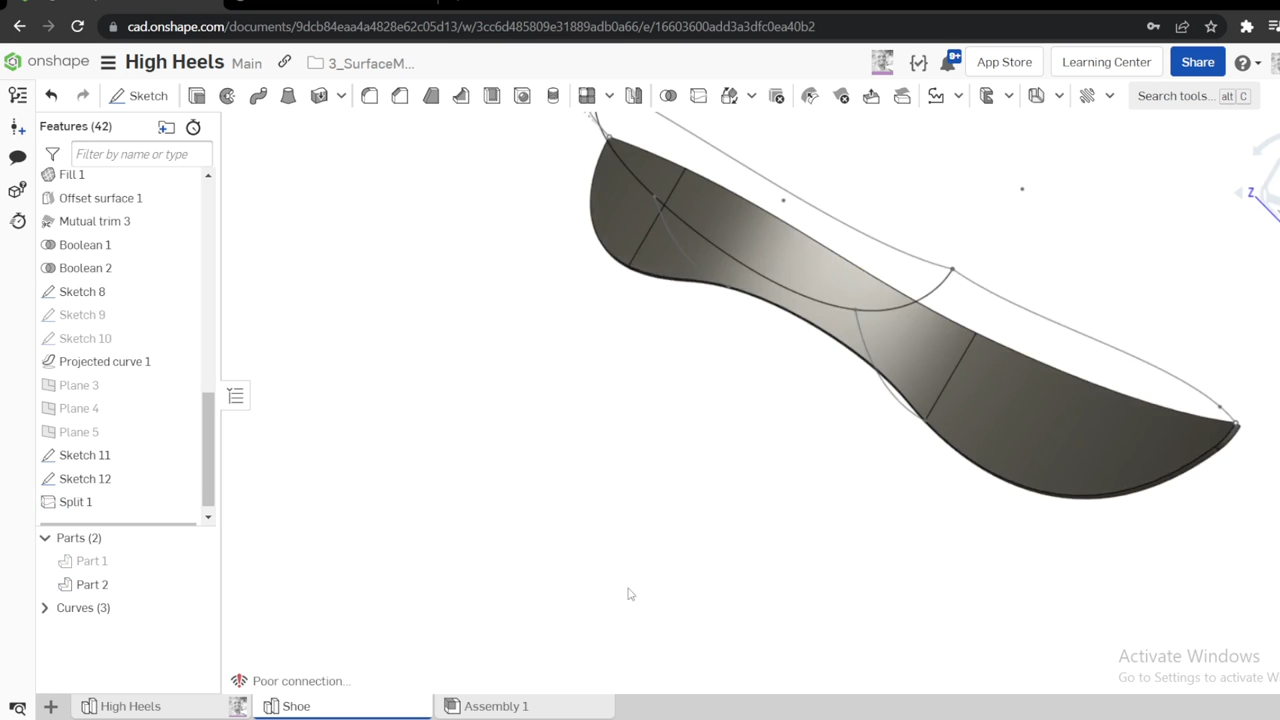 cad.onshape.com/documents/9dcb84eaa4a4828e62c05d13/w/3cc6d485809e31889adb0a66/e/16603600add3a3dfc0ea40b2
onshape High Heels Main 3_SurfaceM... 9+ App Store Learning Center Share
Sketch Search tools... alt C
Features (42)
Filter by name or type
Fill 1
Offset surface 1
Mutual trim 3
Boolean 1
Boolean 2
Sketch 8
Sketch 9
Sketch 10
Projected curve 1
Plane 3
Plane 4
Plane 5
Sketch 11
Sketch 12
Split 1
Parts (2)
Part 1
Part 2
Curves (3)
Z
Poor connection...
Activate Windows
Go to Settings to activate W
High Heels Shoe Assembly 1